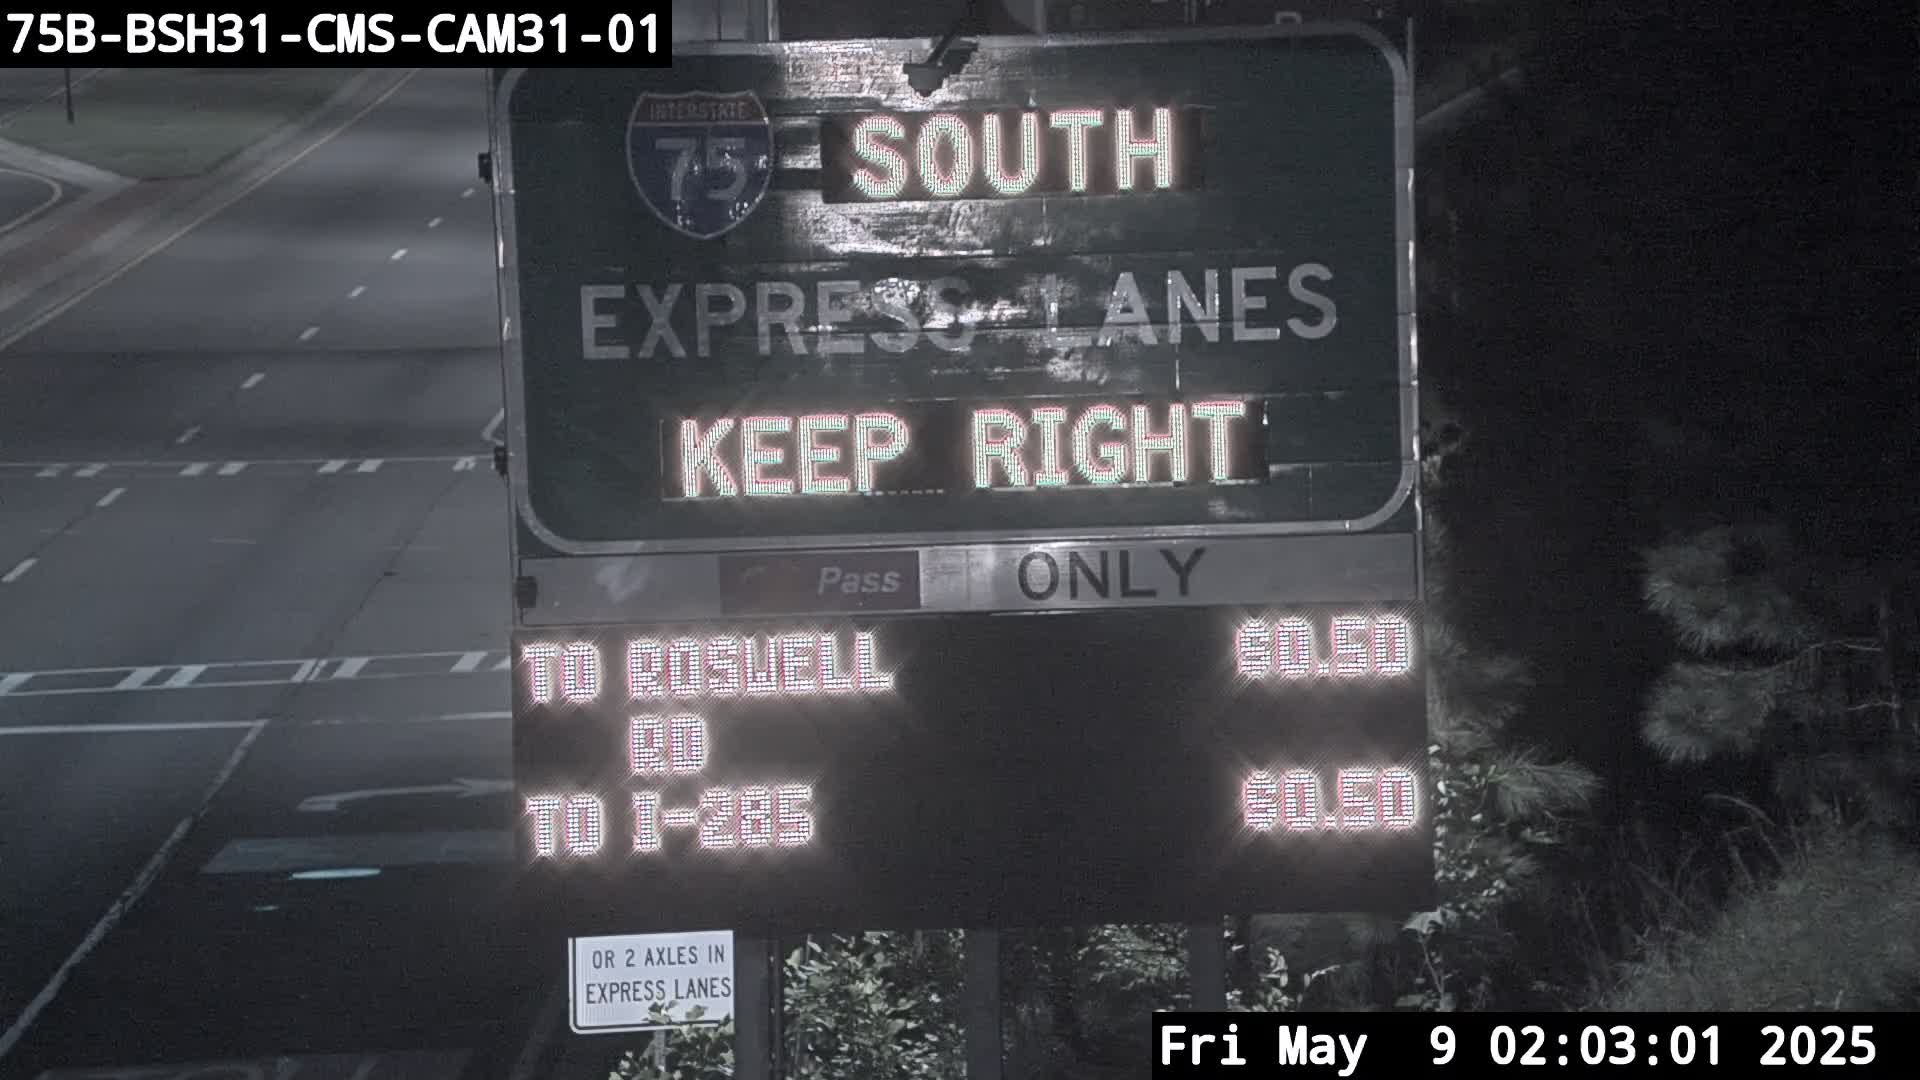 75B-BSH31-CMS-CAM31-01
INTERSTATE
75
SOUTH
EXPRESS LANES
KEEP RIGHT
Pass ONLY
TO ROSWELL $0.50
RD
TO I-285 $0.50
OR 2 AXLES IN
EXPRESS LANES
Fri May 9 02:03:01 2025